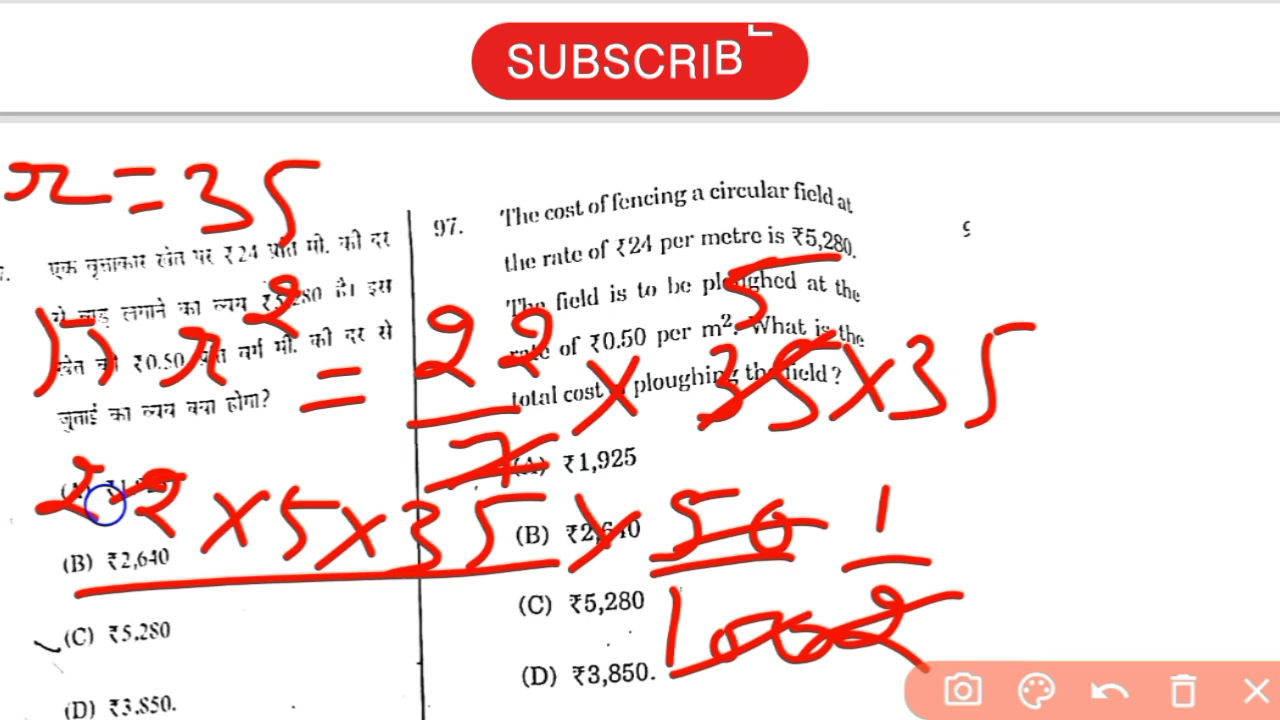 SUBSCRIB
r = 35
एक वृत्ताकार खेत पर ₹24 प्रति मी. की दर
से बाड़ लगाने का व्यय ₹5,280 है। इस
खेत की ₹0.50 प्रति वर्ग मी. की दर से
जुताई का व्यय क्या होगा?
(B) ₹2,640
(C) ₹5,280
(D) ₹3,850.
97. The cost of fencing a circular field at
the rate of ₹24 per metre is ₹5,280.
The field is to be ploughed at the
rate of ₹0.50 per m². What is the
total cost of ploughing the field?
(A) ₹1,925
(B) ₹2,640
(C) ₹5,280
(D) ₹3,850.
πr² = 22/7 × 35 × 35
5
22 × 5 × 35 × 50 1
100 2